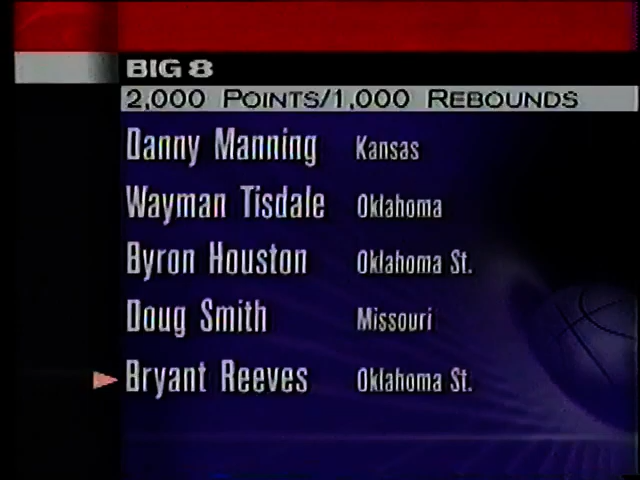 BIG 8
2,000 POINTS/1,000 REBOUNDS
Danny Manning Kansas
Wayman Tisdale Oklahoma
Byron Houston Oklahoma St.
Doug Smith Missouri
Bryant Reeves Oklahoma St.